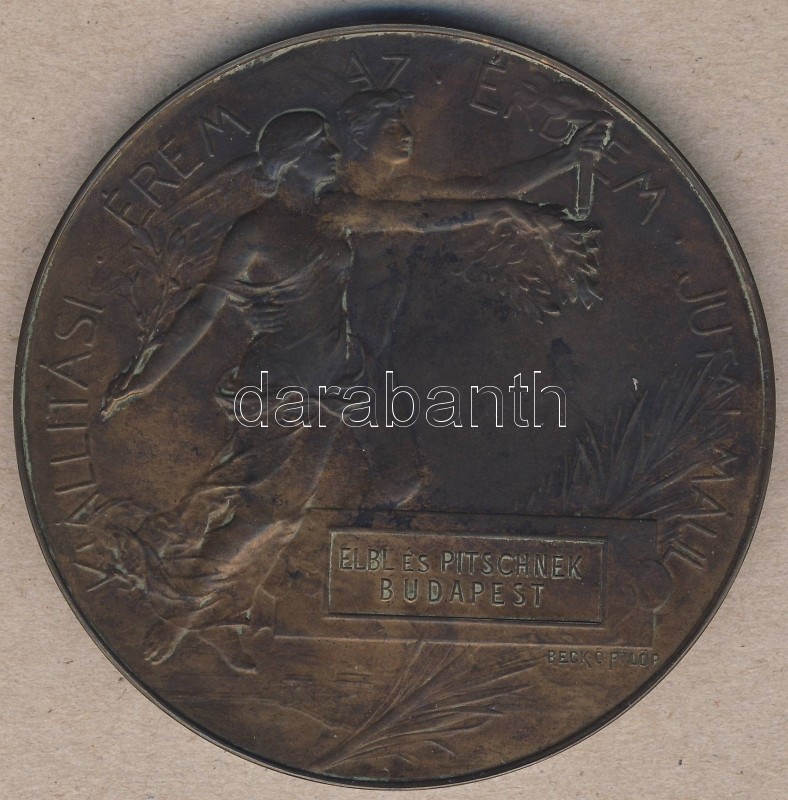 KIÁLLÍTÁSI · ÉREM · AZ · ÉRDEM · JUTALMÁUL
darabanth
ELBL ÉS PITSCHNEK
BUDAPEST
BECK Ö FÜLÖP